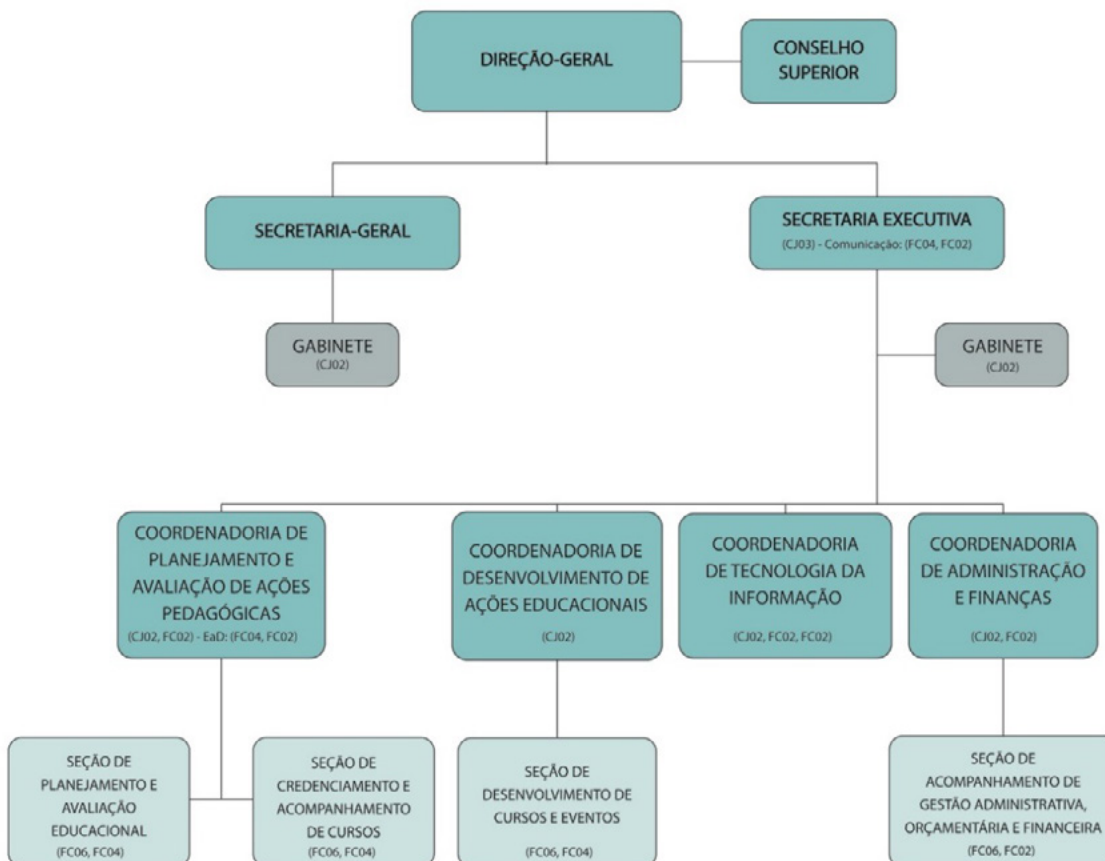 DIREÇÃO-GERAL
CONSELHO
SUPERIOR
SECRETARIA-GERAL
SECRETARIA EXECUTIVA
(CJ03) - Comunicação: (FC04, FC02)
GABINETE
(CJ02)
GABINETE
(CJ02)
COORDENADORIA DE
PLANEJAMENTO E
AVALIAÇÃO DE AÇÕES
PEDAGÓGICAS
(CJ02, FC02) - EaD: (FC04, FC02)
COORDENADORIA DE
DESENVOLVIMENTO DE
AÇÕES EDUCACIONAIS
(CJ02)
COORDENADORIA
DE TECNOLOGIA DA
INFORMAÇÃO
(CJ02, FC02, FC02)
COORDENADORIA
DE ADMINISTRAÇÃO
E FINANÇAS
(CJ02, FC02)
SEÇÃO DE
PLANEJAMENTO E
AVALIAÇÃO
EDUCACIONAL
(FC06, FC04)
SEÇÃO DE
CREDENCIAMENTO E
ACOMPANHAMENTO
DE CURSOS
(FC06, FC04)
SEÇÃO DE
DESENVOLVIMENTO DE
CURSOS E EVENTOS
(FC06, FC04)
SEÇÃO DE
ACOMPANHAMENTO DE
GESTÃO ADMINISTRATIVA,
ORÇAMENTÁRIA E FINANCEIRA
(FC06, FC02)